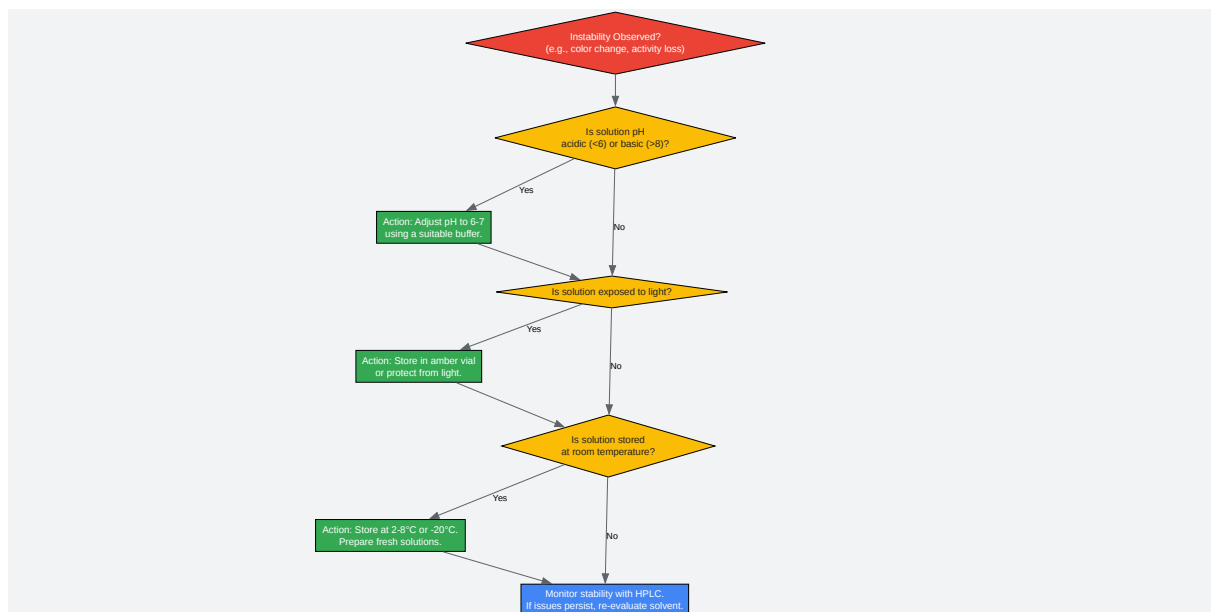 Instability Observed?
(e.g., color change, activity loss)
Is solution pH
acidic (<6) or basic (>8)?
Yes
Action: Adjust pH to 6-7
using a suitable buffer.
No
Is solution exposed to light?
Yes
Action: Store in amber vial
or protect from light.
No
Is solution stored
at room temperature?
Yes
Action: Store at 2-8°C or -20°C.
Prepare fresh solutions.
No
Monitor stability with HPLC.
If issues persist, re-evaluate solvent.